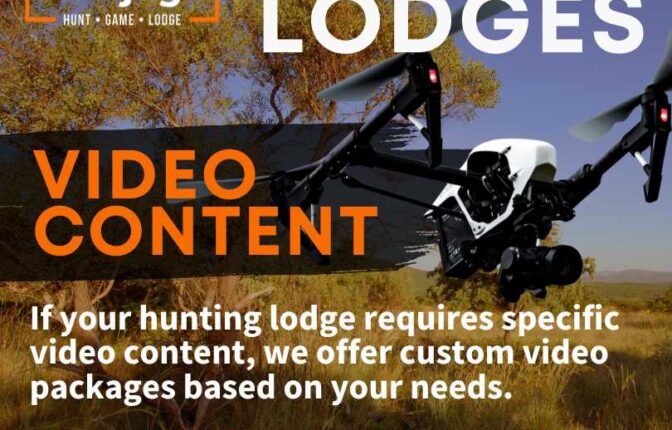 HUNT • GAME • LODGE
LODGES
VIDEO
CONTENT
If your hunting lodge requires specific
video content, we offer custom video
packages based on your needs.